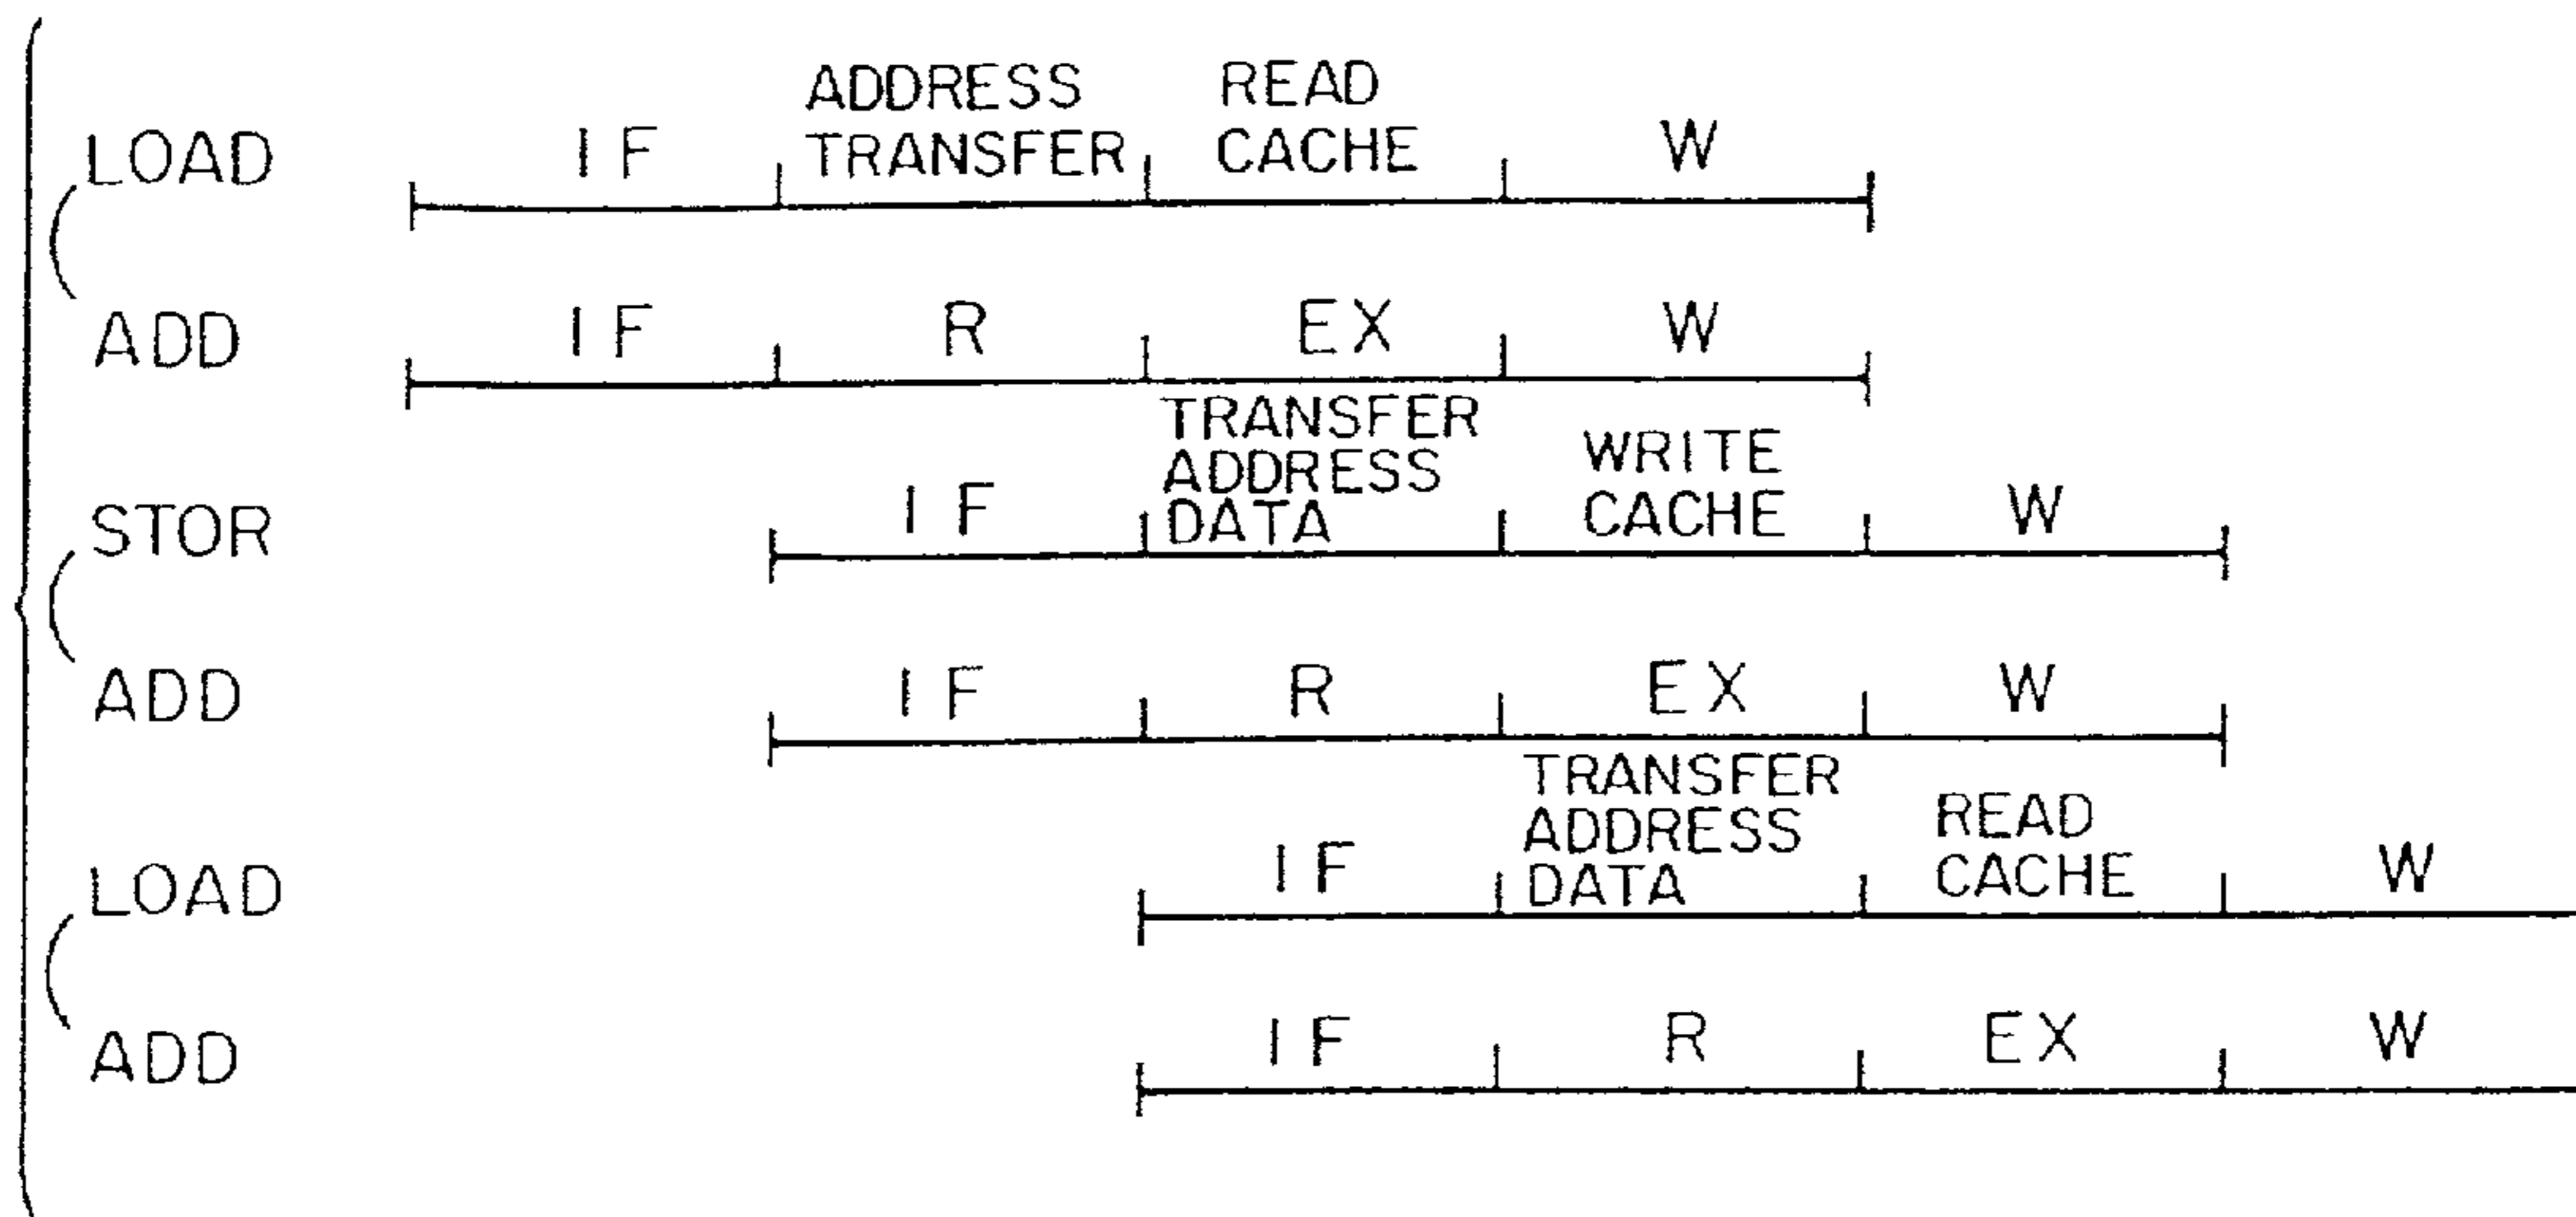 ADDRESS READ
LOAD IF TRANSFER CACHE W
ADD IF R EX W
TRANSFER
ADDRESS WRITE
STOR IF DATA CACHE W
ADD IF R EX W
TRANSFER
ADDRESS READ
LOAD IF DATA CACHE W
ADD IF R EX W